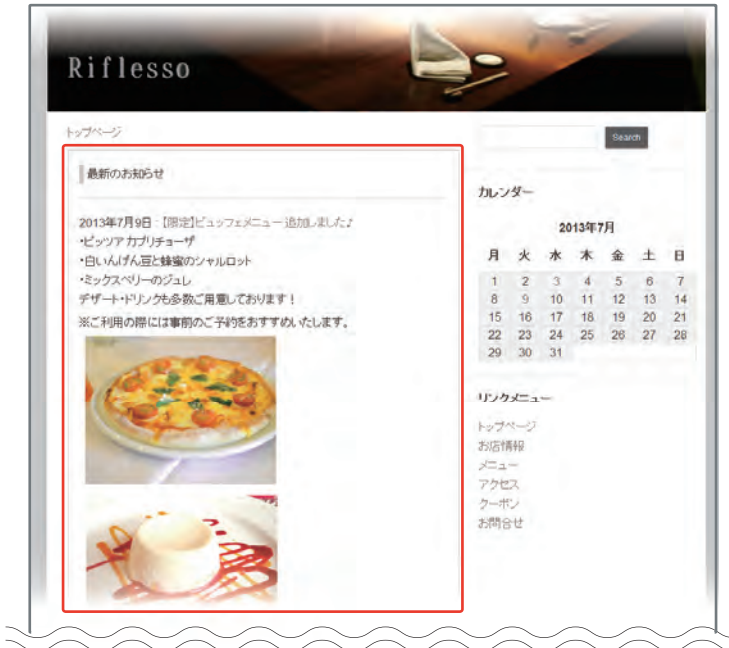 Riflesso
トップページ
Search
最新のお知らせ
2013年7月9日 : 【限定】ビュッフェメニュー追加しました♪
・ピッツア カプリチョーザ
・白いんげん豆と蜂蜜のシャルロット
・ミックスベリーのジュレ
デザート・ドリンクも多数ご用意しております！
※ご利用の際には事前のご予約をおすすめいたします。
カレンダー
2013年7月
月 火 水 木 金 土 日
1 2 3 4 5 6 7
8 9 10 11 12 13 14
15 16 17 18 19 20 21
22 23 24 25 26 27 28
29 30 31
リンクメニュー
トップページ
お店情報
メニュー
アクセス
クーポン
お問合せ